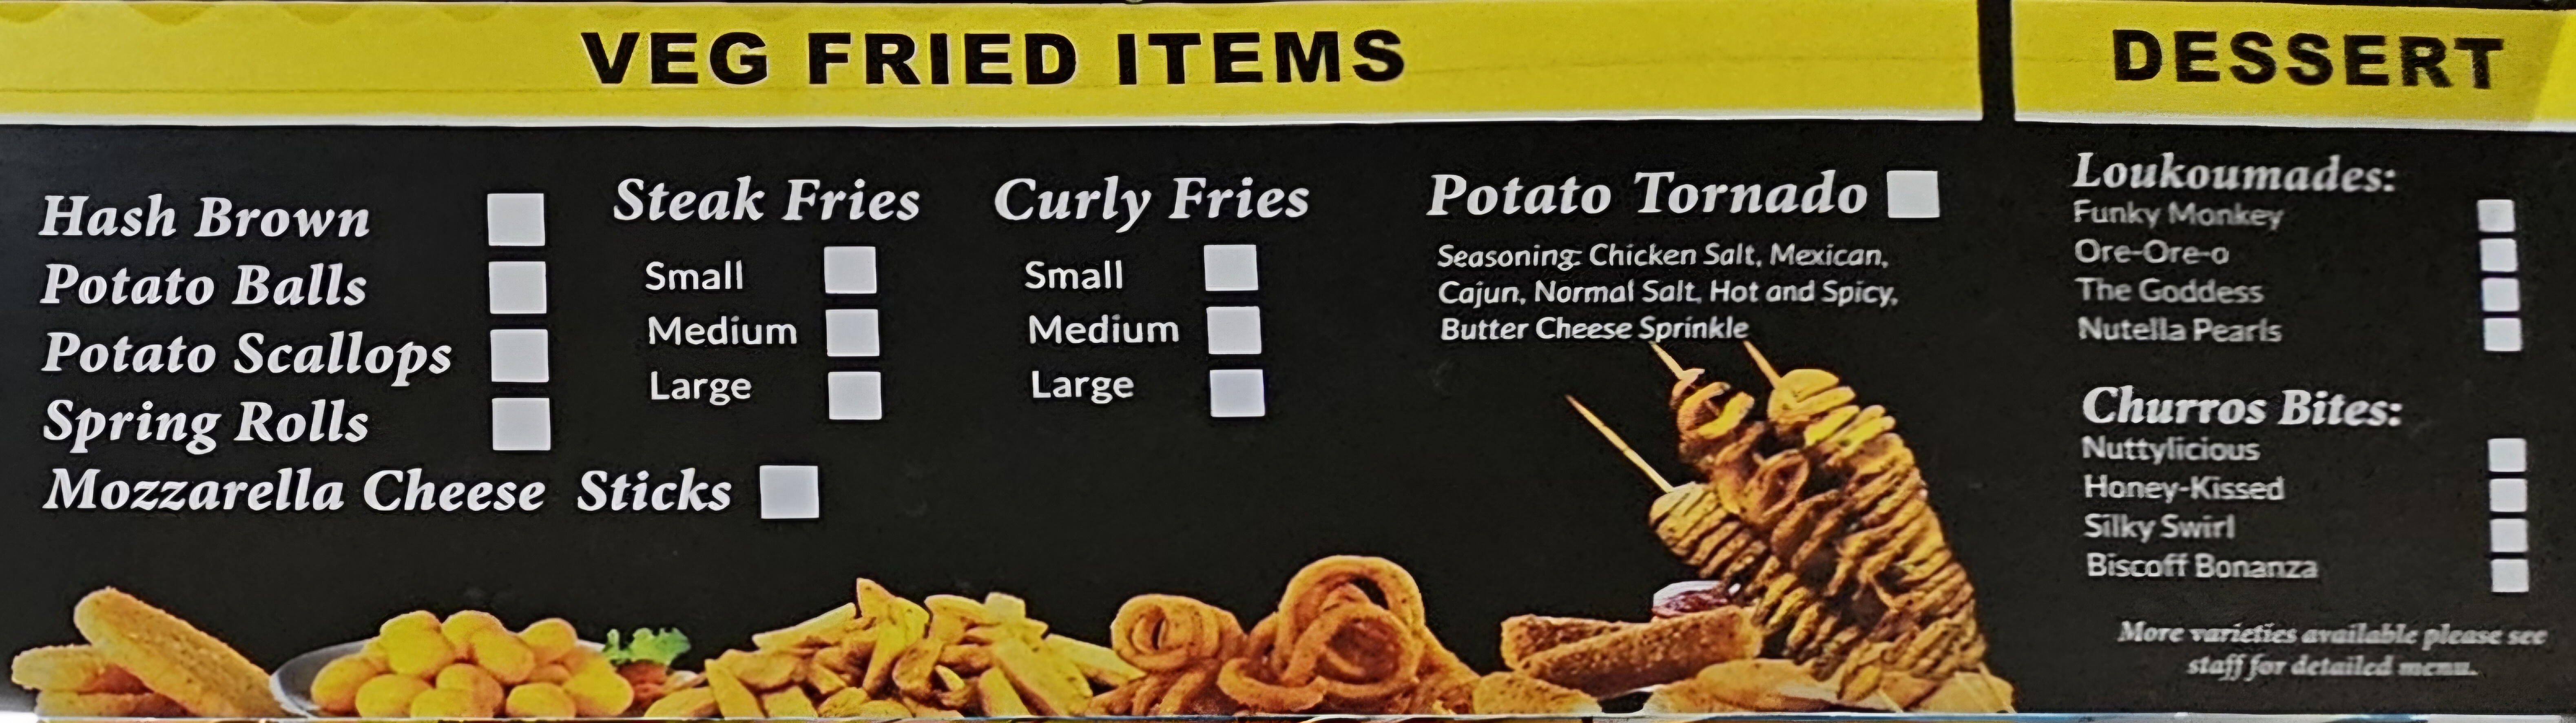 VEG FRIED ITEMS
Hash Brown
Potato Balls
Potato Scallops
Spring Rolls
Mozzarella Cheese Sticks
Steak Fries
Small
Medium
Large
Curly Fries
Small
Medium
Large
Potato Tornado
Seasoning: Chicken Salt, Mexican,
Cajun, Normal Salt, Hot and Spicy,
Butter Cheese Sprinkle
DESSERT
Loukoumades:
Funky Monkey
Ore-Ore-o
The Goddess
Nutella Pearls
Churros Bites:
Nuttylicious
Honey-Kissed
Silky Swirl
Biscoff Bonanza
More varieties available please see
staff for detailed menu.